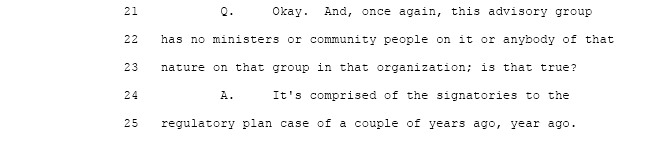 21 Q. Okay. And, once again, this advisory group
22 has no ministers or community people on it or anybody of that
23 nature on that group in that organization; is that true?
24 A. It's comprised of the signatories to the
25 regulatory plan case of a couple of years ago, year ago.